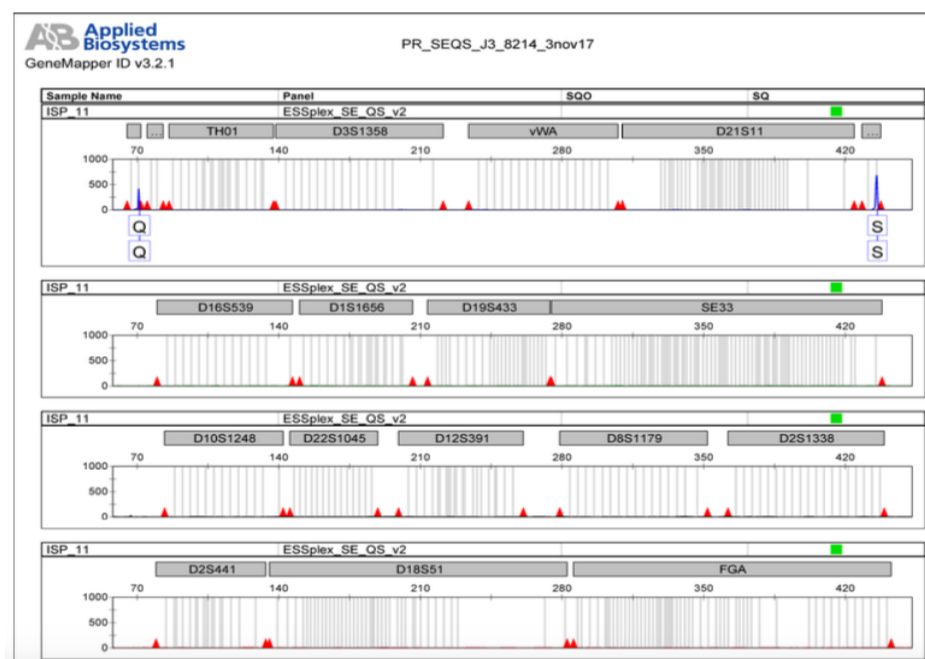 AB Applied
Biosystems
GeneMapper ID v3.2.1
PR_SEQS_J3_8214_3nov17
Sample Name Panel SQO SQ
ISP_11 ESSplex_SE_QS_v2
... TH01 D3S1358 vWA D21S11 ...
70 140 210 280 350 420
1000
500
0
Q S
Q S
ISP_11 ESSplex_SE_QS_v2
D16S539 D1S1656 D19S433 SE33
70 140 210 280 350 420
1000
500
0
ISP_11 ESSplex_SE_QS_v2
D10S1248 D22S1045 D12S391 D8S1179 D2S1338
70 140 210 280 350 420
1000
500
0
ISP_11 ESSplex_SE_QS_v2
D2S441 D18S51 FGA
70 140 210 280 350 420
1000
500
0